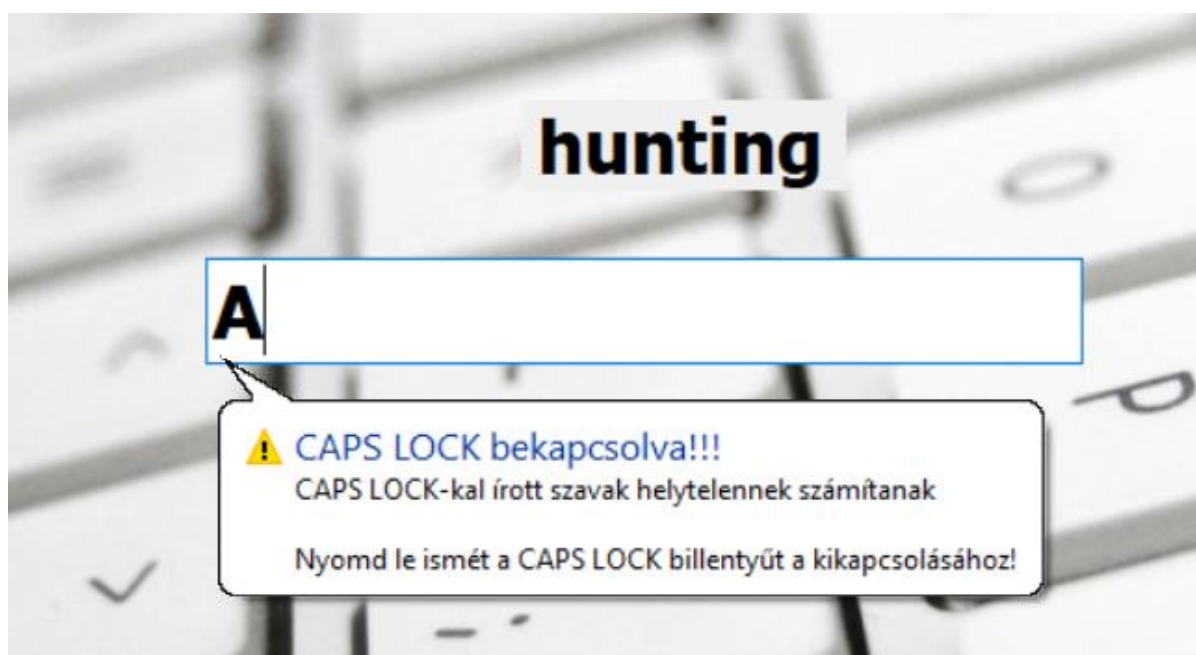 hunting
A
CAPS LOCK bekapcsolva!!!
CAPS LOCK-kal írott szavak helytelennek számítanak
Nyomd le ismét a CAPS LOCK billentyűt a kikapcsolásához!
O
P